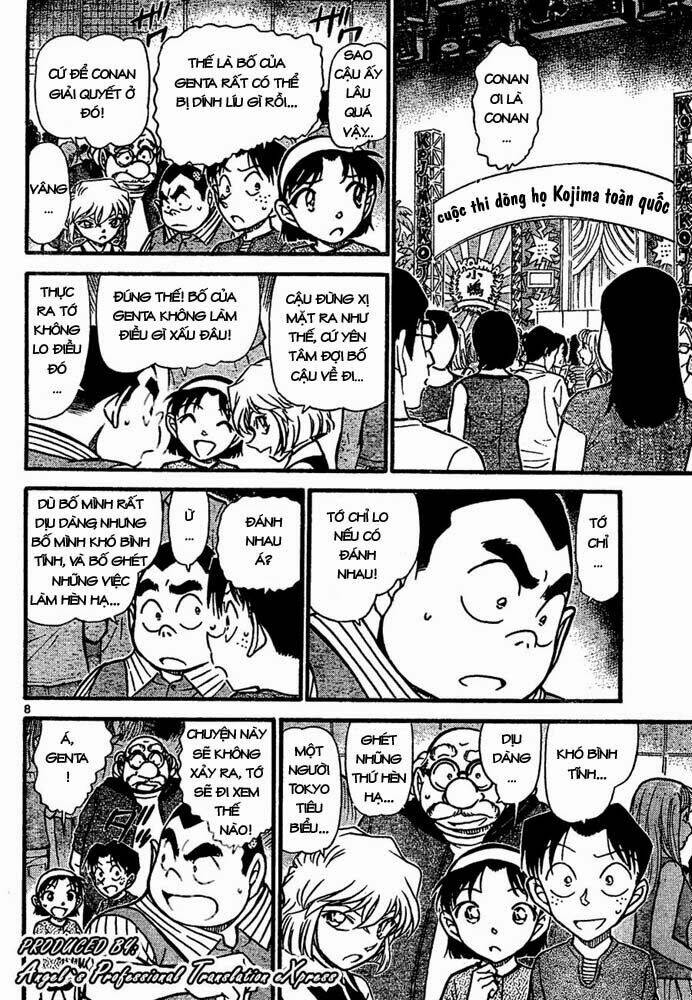 CONAN
ƠI LÀ
CONAN
...
cuộc thi dòng họ Kojima toàn quốc
KOJIMAKOJ
KOJIMAKOJ
小嶋
SAO
CẬU ẤY
LÂU
QUÁ
VẬY...
THẾ LÀ BỐ CỦA
GENTA RẤT CÓ THỂ
BỊ DÍNH LÍU GÌ RỒI...
CỨ ĐỂ CONAN
GIẢI QUYẾT Ở
ĐÓ!
VÂNG
...
CẬU ĐỪNG XỊ
MẶT RA NHƯ
THẾ, CỨ YÊN
TÂM ĐỢI BỐ
CẬU VỀ ĐI...
ĐÚNG THẾ! BỐ CỦA
GENTA KHÔNG LÀM
ĐIỀU GÌ XẤU ĐÂU!
THỰC
RA TỚ
KHÔNG
LO ĐIỀU
ĐÓ
...
TỚ
CHỈ
...
TỚ CHỈ LO
NẾU CÓ
ĐÁNH
NHAU!
ĐÁNH
NHAU
Á?
Ừ
...
DÙ BỐ MÌNH RẤT
DỊU DÀNG, NHƯNG
BỐ MÌNH KHÓ BÌNH
TĨNH, VÀ BỐ GHÉT
NHỮNG VIỆC
LÀM HÈN HẠ...
8
KHÓ BÌNH
TĨNH...
DỊU
DÀNG
...
GHÉT
NHỮNG
THỨ HÈN
HẠ...
MỘT
NGƯỜI
TOKYO
TIÊU
BIỂU...
CHUYỆN NÀY
SẼ KHÔNG
XẢY RA, TỚ
SẼ ĐI XEM
THẾ
NÀO!
Á,
GENTA
!
PRODUCED BY:
Angel's Professional Translation eXpress